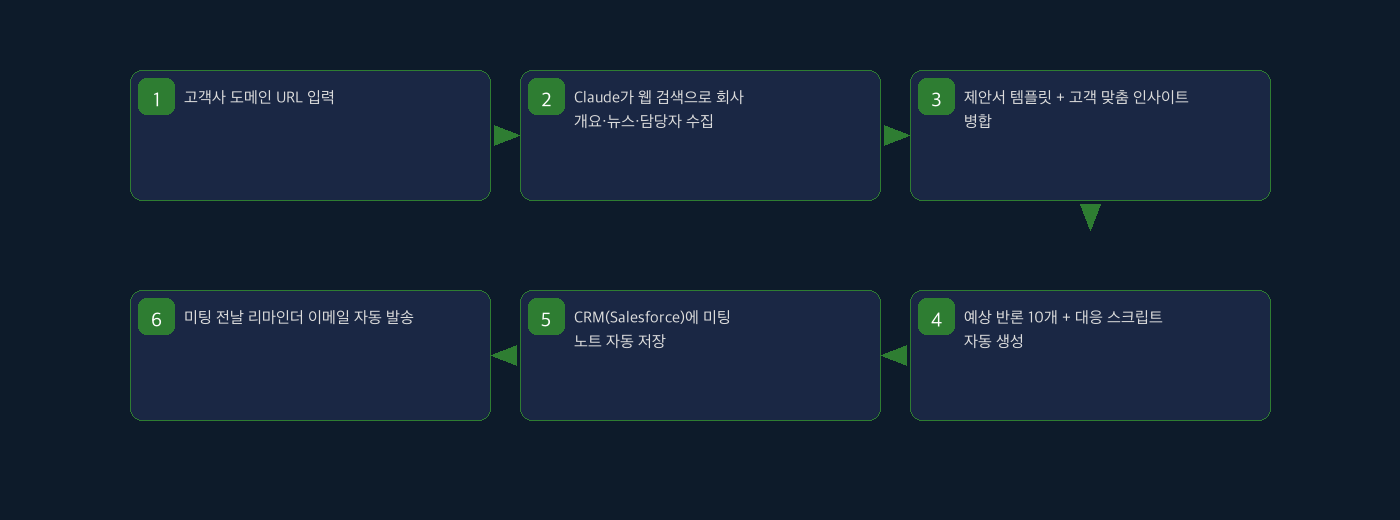 1
고객사 도메인 URL 입력
2
Claude가 웹 검색으로 회사
개요·뉴스·담당자 수집
3
제안서 템플릿 + 고객 맞춤 인사이트
병합
4
예상 반론 10개 + 대응 스크립트
자동 생성
5
CRM(Salesforce)에 미팅
노트 자동 저장
6
미팅 전날 리마인더 이메일 자동 발송